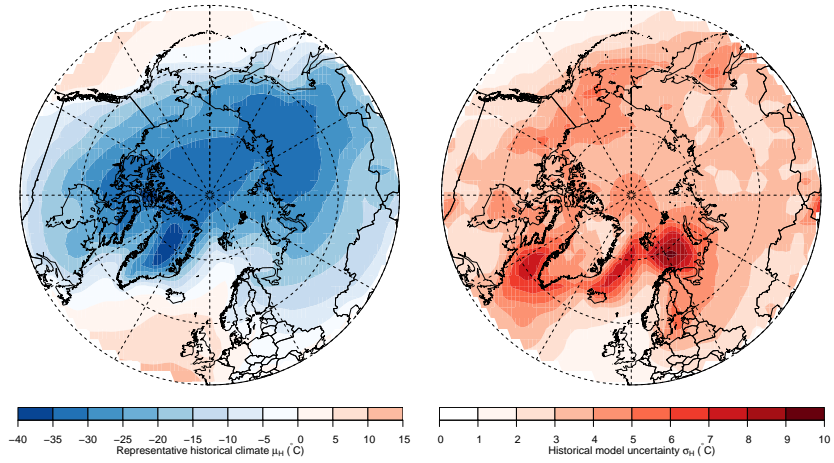 −40 −35 −30 −25 −20 −15 −10 −5 0 5 10 15
Representative historical climate μH (°C)
0 1 2 3 4 5 6 7 8 9 10
Historical model uncertainty σH (°C)